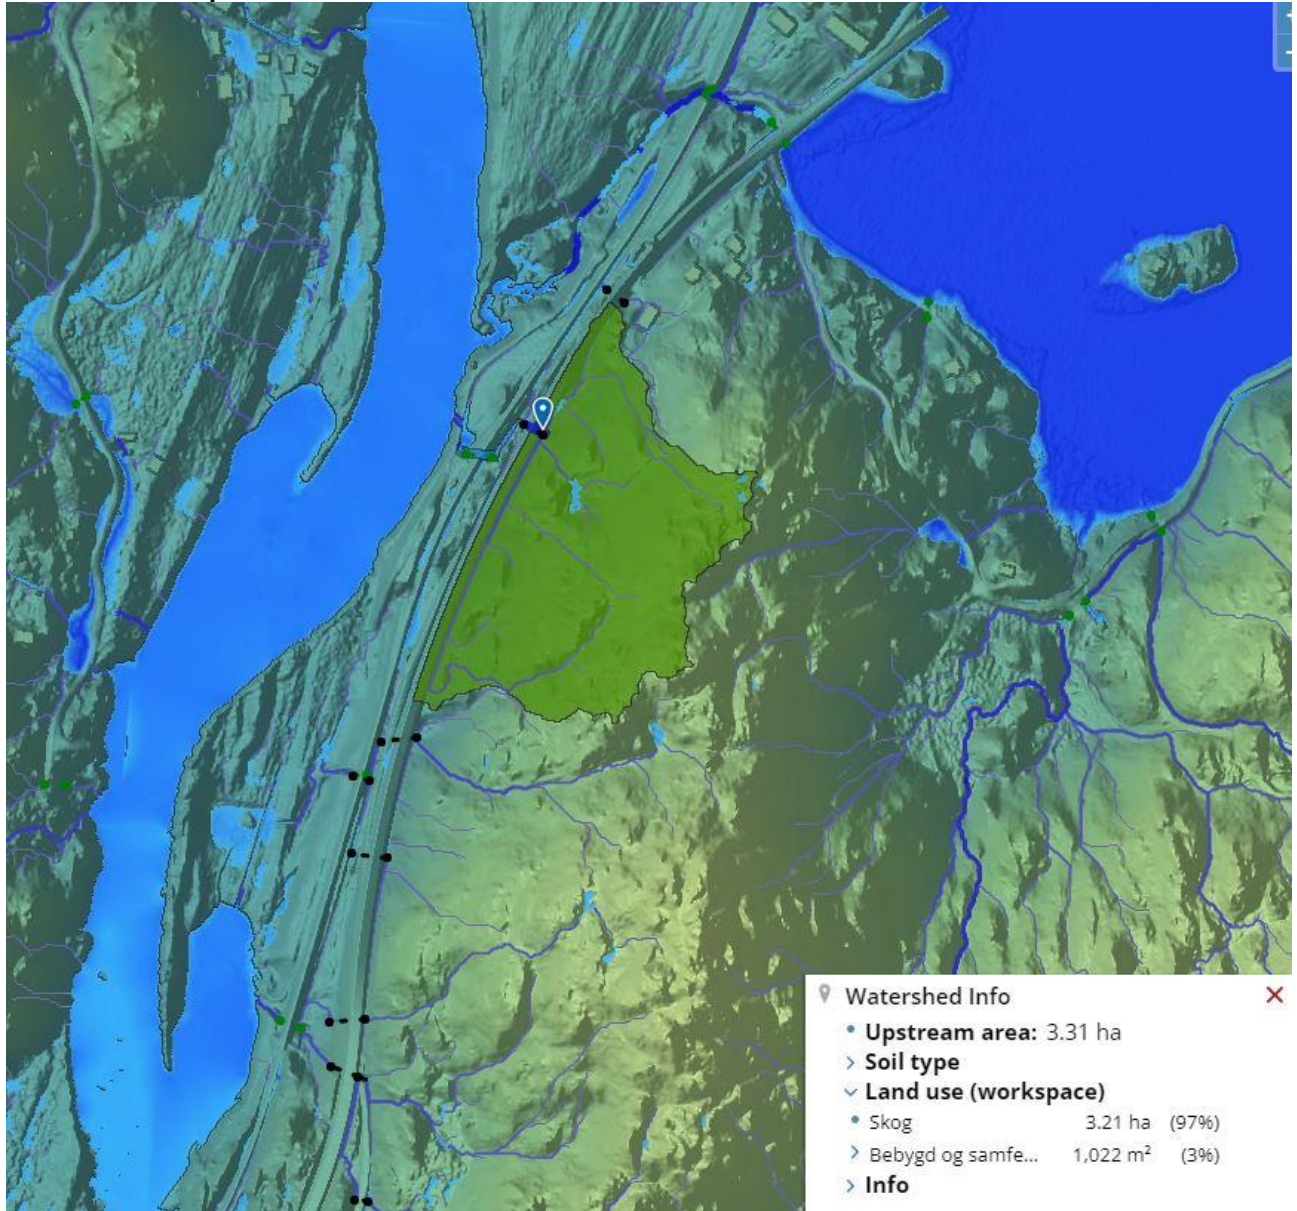 Watershed Info
Upstream area: 3.31 ha
Soil type
Land use (workspace)
Skog 3.21 ha (97%)
Bebygd og samfe... 1,022 m² (3%)
Info